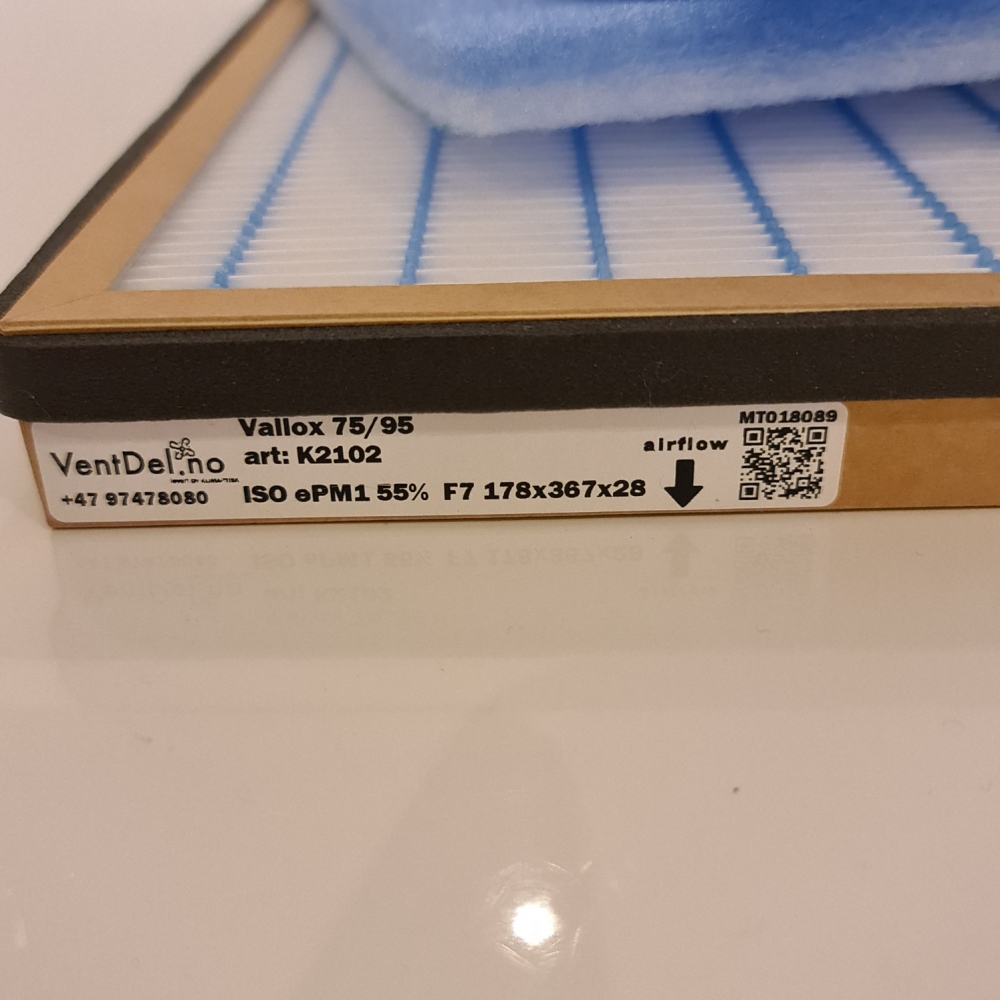 Vallox 75/95
art: K2102
ISO ePM1 55% F7 178x367x28
VentDel.no
+47 97478080
airflow
MT018089